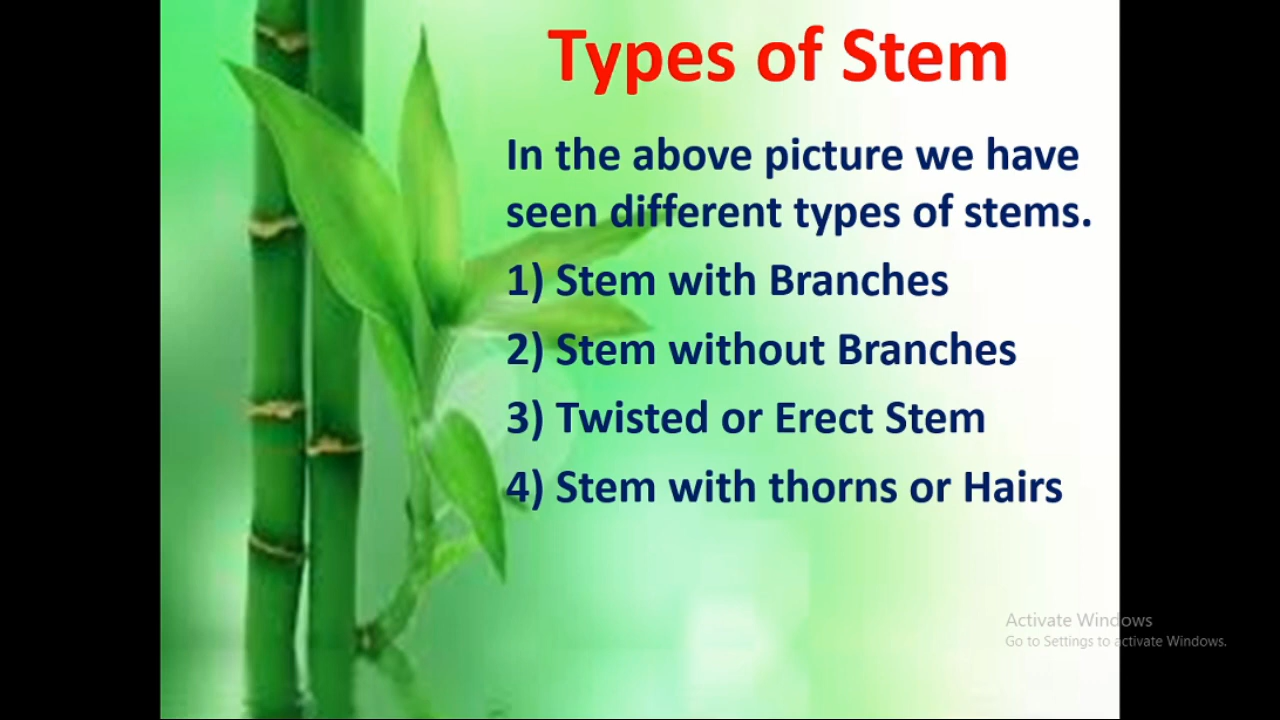 Types of Stem
In the above picture we have
seen different types of stems.
1) Stem with Branches
2) Stem without Branches
3) Twisted or Erect Stem
4) Stem with thorns or Hairs
Activate Windows
Go to Settings to activate Windows.